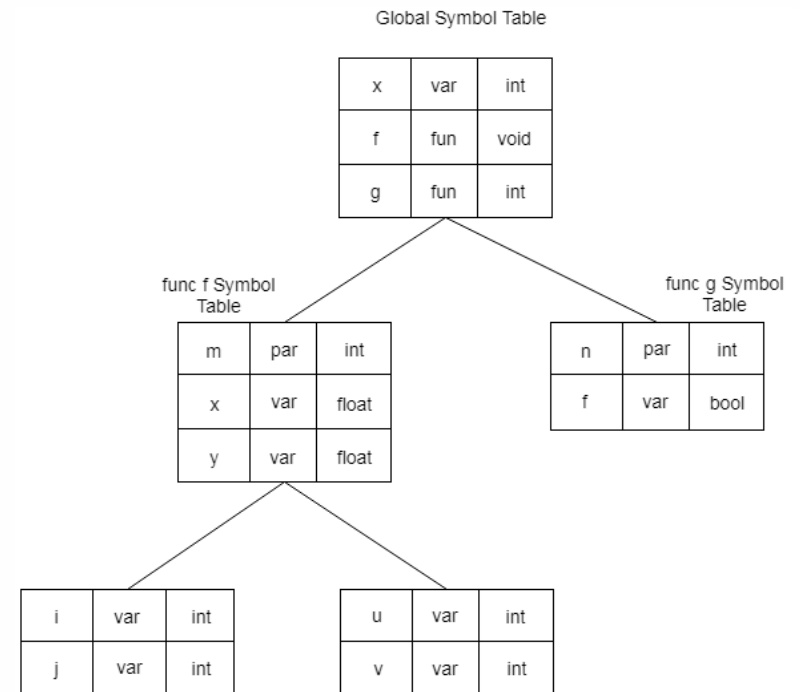 Global Symbol Table
x var int
f fun void
g fun int
func f Symbol
Table
m par int
x var float
y var float
func g Symbol
Table
n par int
f var bool
i var int
j var int
u var int
v var int